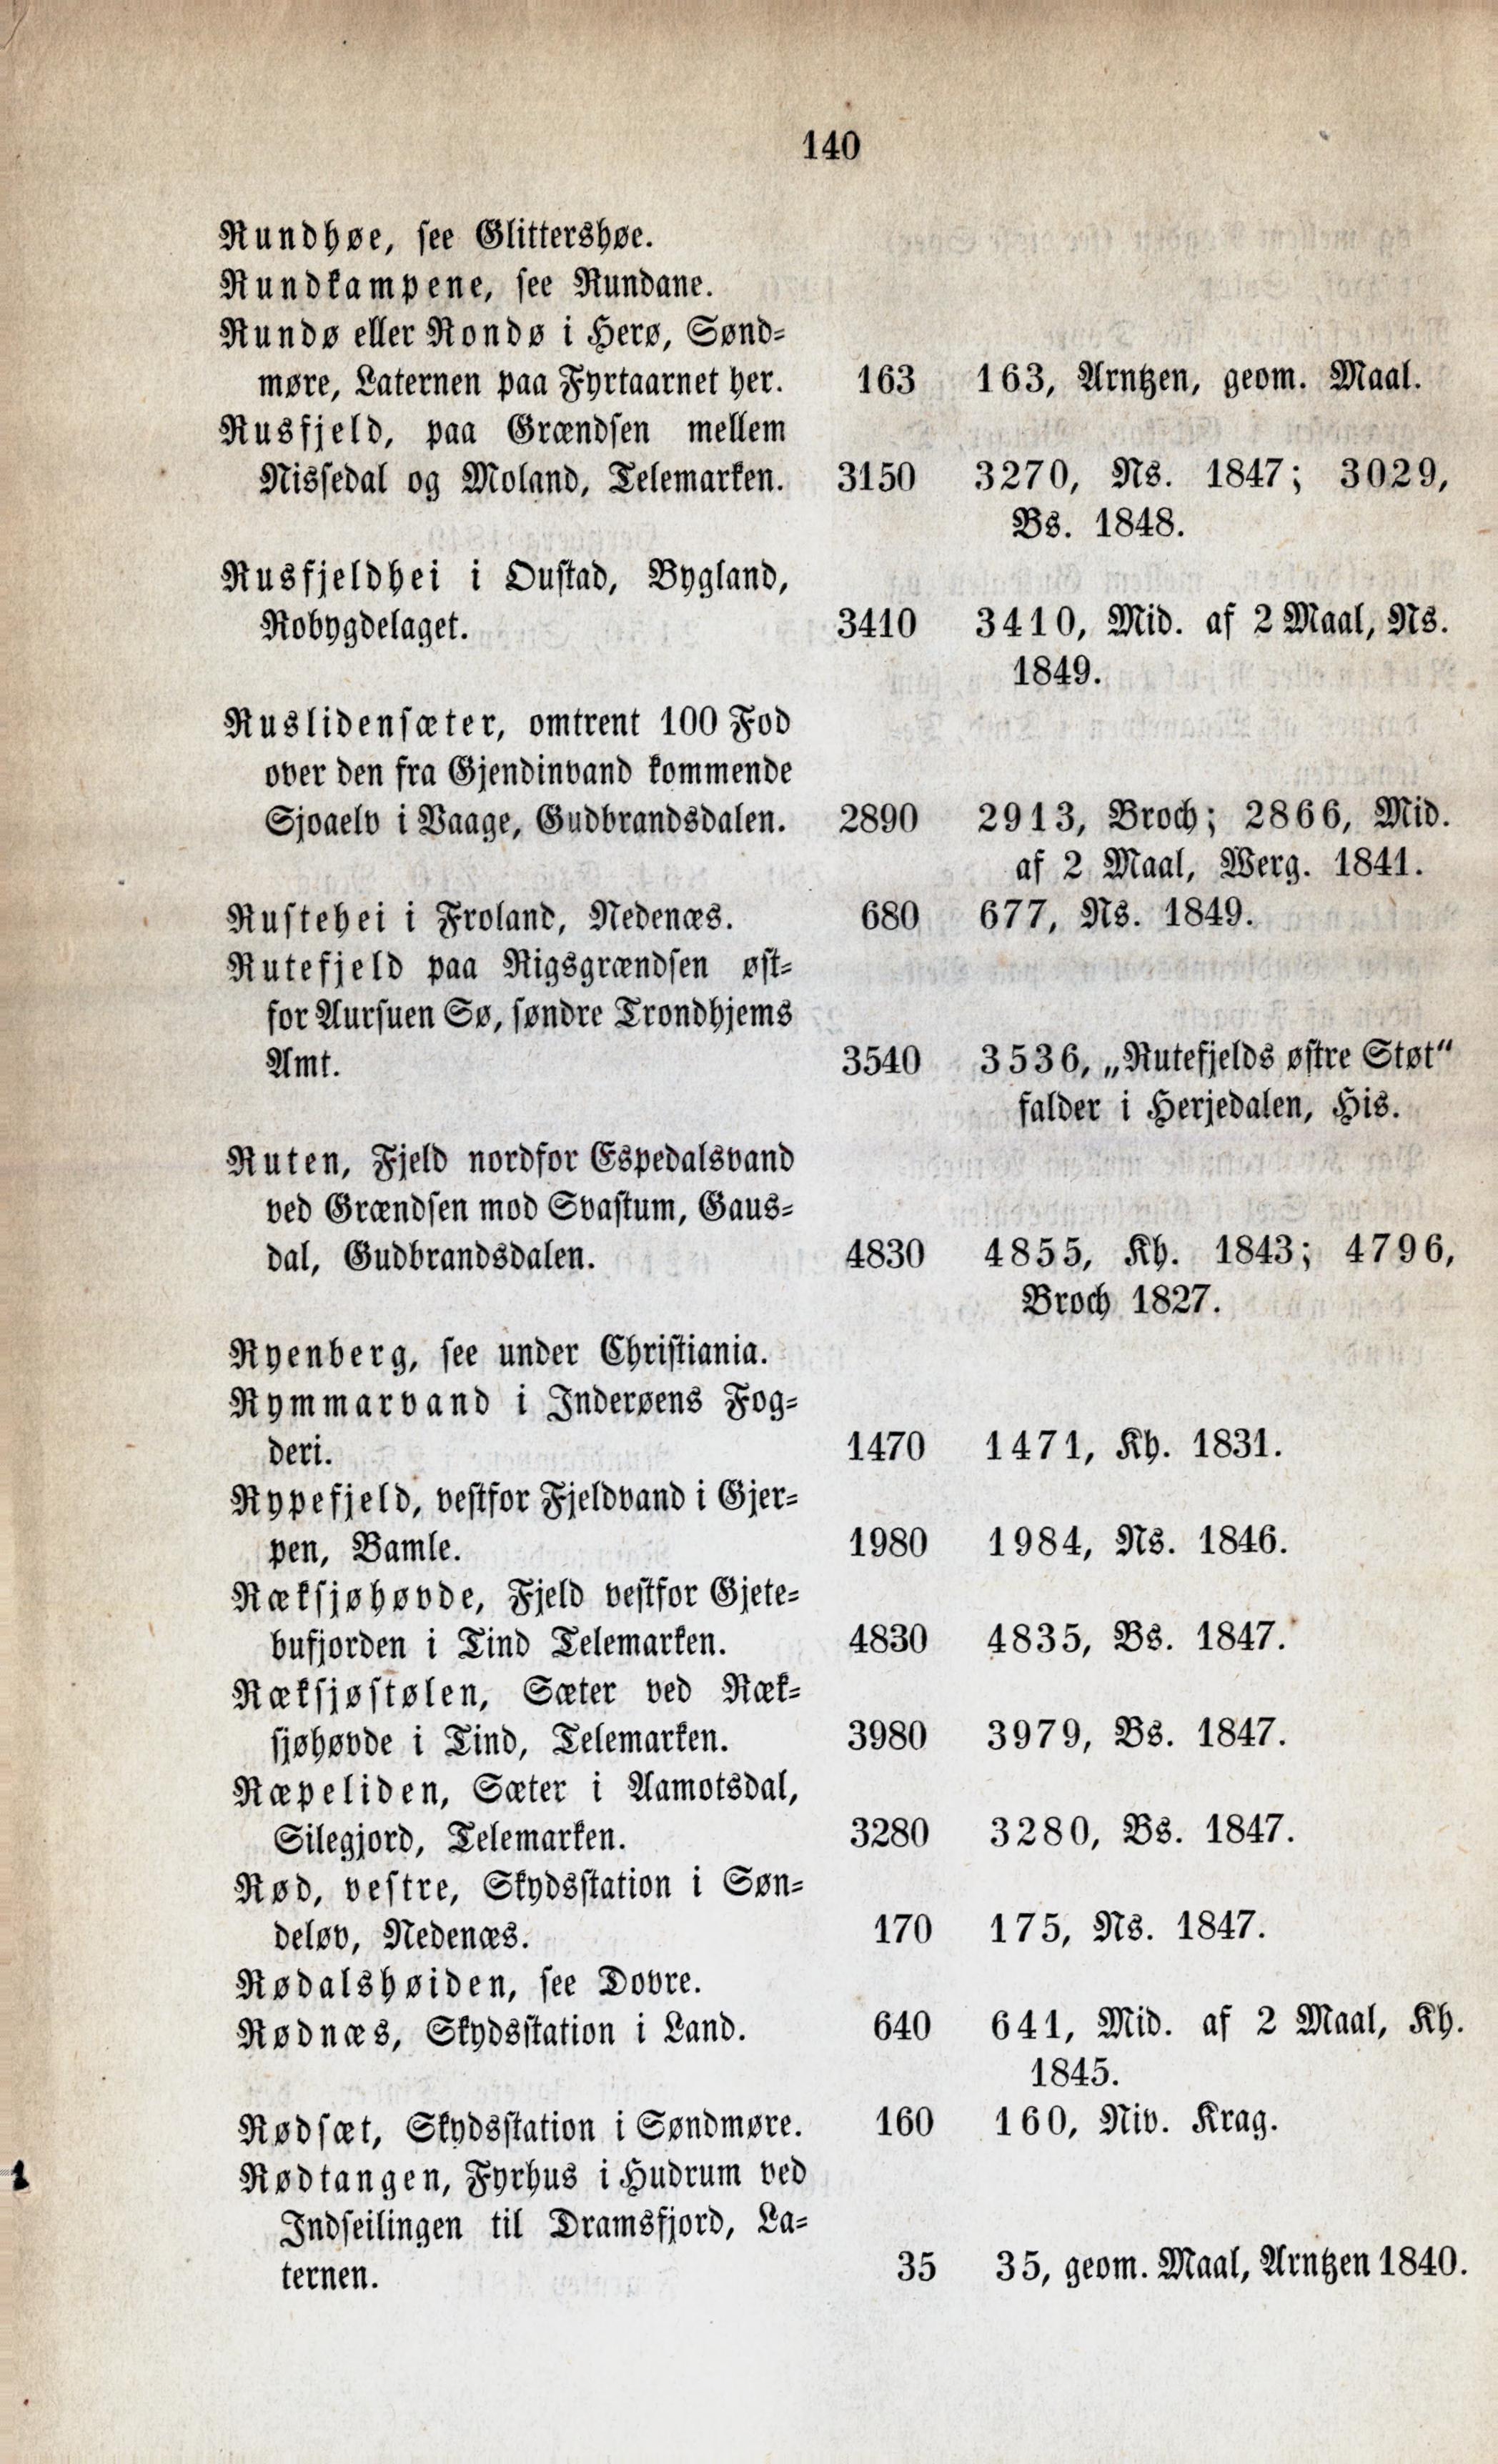 140
Rundhøe, see Glittershøe.
Rundkampene, see Rundane.
Rundø eller Rondø i Herø, Sønd-
møre, Laternen paa Fyrtaarnet her. 163 163, Arntzen, geom. Maal.
Rusfjeld, paa Grændsen mellem
Nissedal og Moland, Telemarken. 3150 3270, Ns. 1847; 3029,
Bs. 1848.
Rusfjeldhei i Oustad, Bygland,
Robygdelaget. 3410 3410, Mid. af 2 Maal, Ns.
1849.
Ruslidensæter, omtrent 100 Fod
over den fra Gjendinvand kommende
Sjoaelv i Vaage, Gudbrandsdalen. 2890 2913, Broch; 2866, Mid.
af 2 Maal, Werg. 1841.
Rustehei i Froland, Nedenæs. 680 677, Ns. 1849.
Rutefjeld paa Rigsgrændsen øst-
for Aursuen Sø, søndre Trondhjems
Amt. 3540 3536, „Rutefjelds østre Støt“
falder i Herjedalen, His.
Ruten, Fjeld nordfor Espedalsvand
ved Grændsen mod Svastum, Gaus-
dal, Gudbrandsdalen. 4830 4855, Kh. 1843; 4796,
Broch 1827.
Ryenberg, see under Christiania.
Rymmarvand i Inderøens Fog-
deri. 1470 1471, Kh. 1831.
Rypefjeld, vestfor Fjeldvand i Gjer-
pen, Bamle. 1980 1984, Ns. 1846.
Ræksjøhøvde, Fjeld vestfor Gjete-
bufjorden i Tind Telemarken. 4830 4835, Bs. 1847.
Ræksjøstølen, Sæter ved Ræk-
sjøhøvde i Tind, Telemarken. 3980 3979, Bs. 1847.
Ræpeliden, Sæter i Aamotsdal,
Silegjord, Telemarken. 3280 3280, Bs. 1847.
Rød, vestre, Skydsstation i Søn-
deløv, Nedenæs. 170 175, Ns. 1847.
Rødalshøiden, see Dovre.
Rødnæs, Skydsstation i Land. 640 641, Mid. af 2 Maal, Kh.
1845.
Rødsæt, Skydsstation i Søndmøre. 160 160, Niv. Krag.
Rødtangen, Fyrhus i Hudrum ved
Indseilingen til Dramsfjord, La-
ternen. 35 35, geom. Maal, Arntzen 1840.